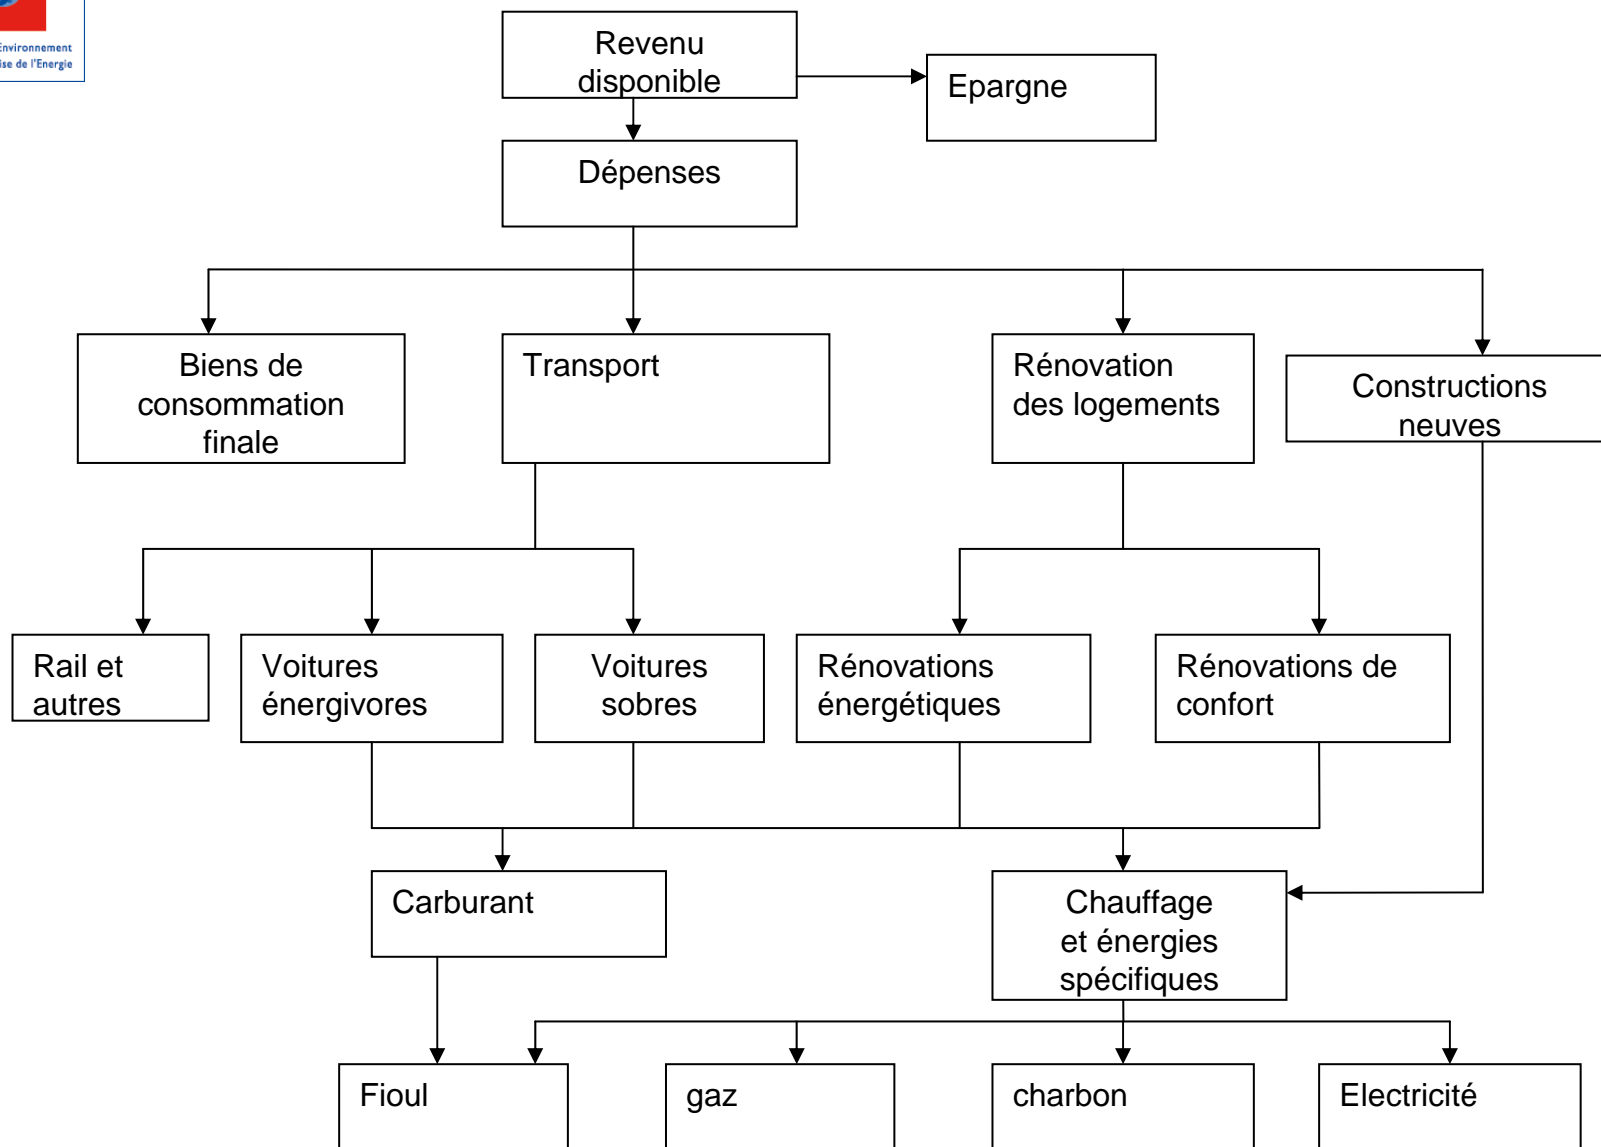 Environnement
ise de l'Energie
Revenu
disponible
Epargne
Dépenses
Biens de
consommation
finale
Transport
Rénovation
des logements
Constructions
neuves
Rail et
autres
Voitures
énergivores
Voitures
sobres
Rénovations
énergétiques
Rénovations de
confort
Carburant
Chauffage
et énergies
spécifiques
Fioul
gaz
charbon
Electricité